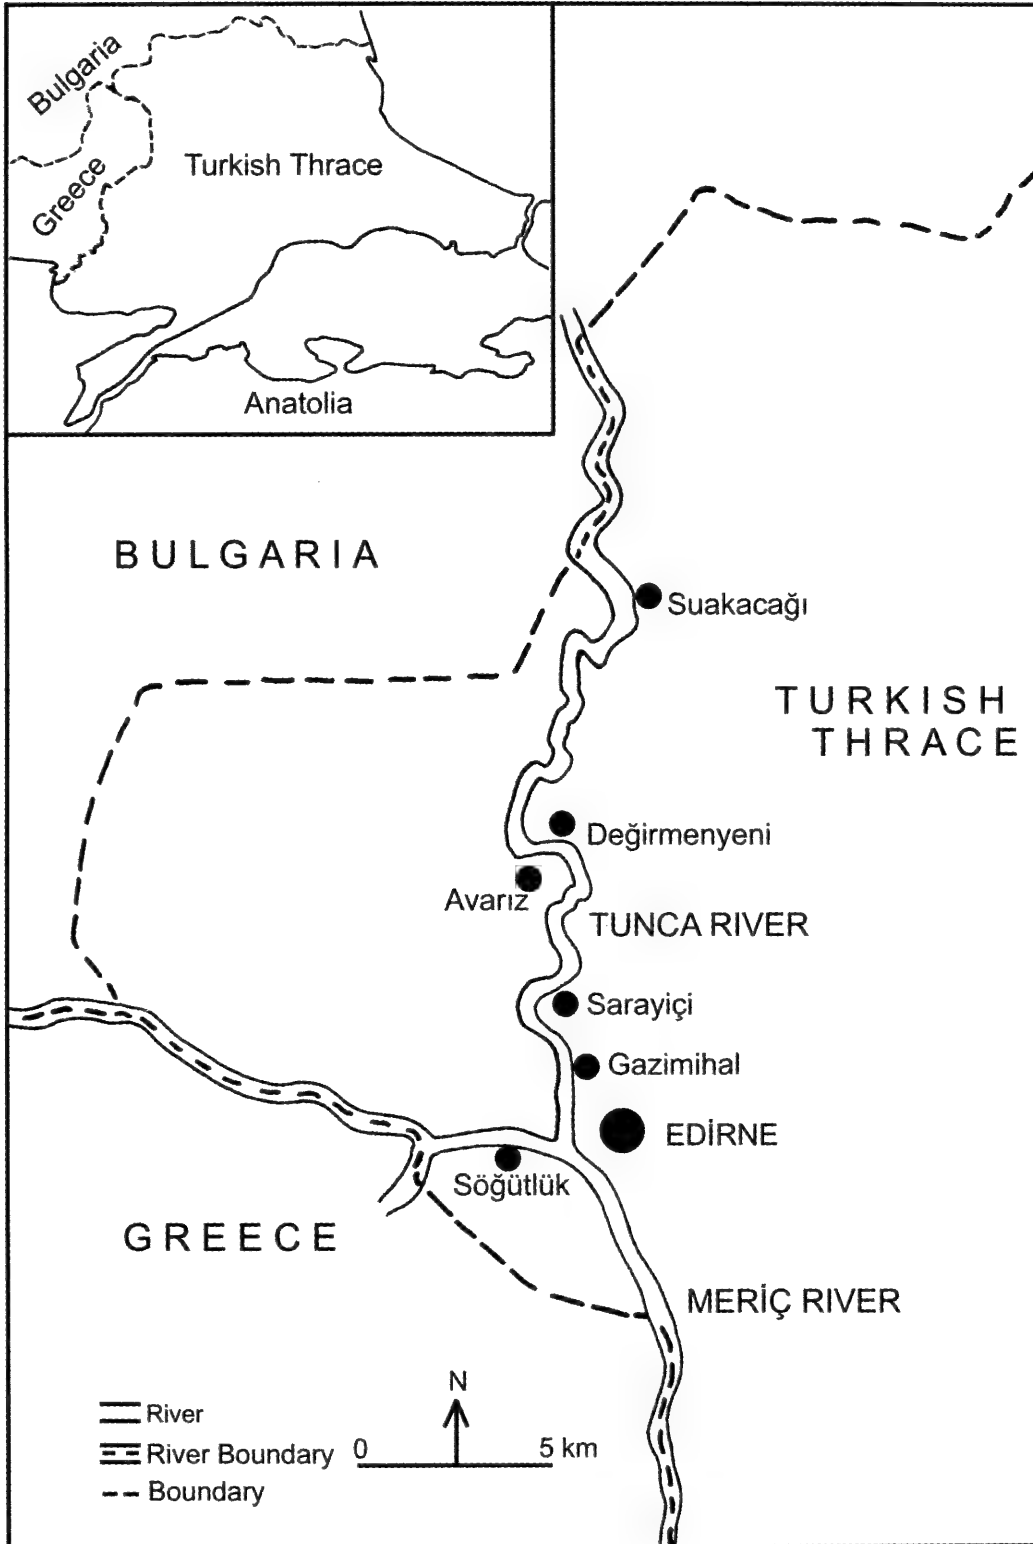 Bulgaria
Greece
Turkish Thrace
Anatolia
BULGARIA
Suakacağı
TURKISH
THRACE
Değirmenyeni
Avarız
TUNCA RIVER
Sarayiçi
Gazimihal
EDİRNE
Söğütlük
GREECE
MERİÇ RIVER
N
0 5 km
River
River Boundary
Boundary